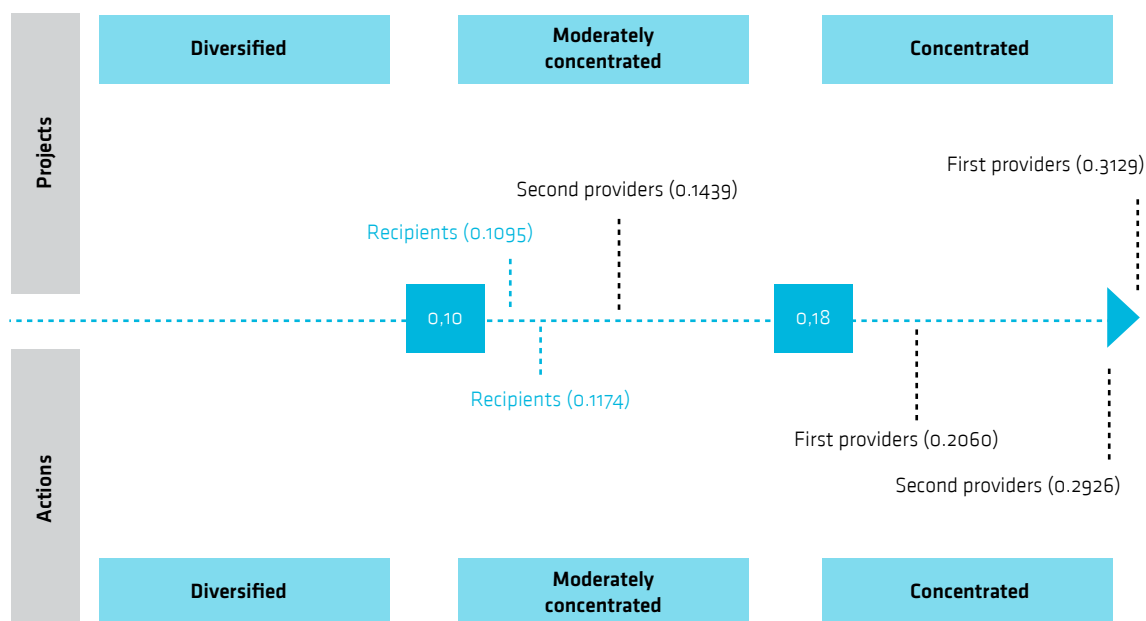 Projects
Diversified
Moderately
concentrated
Concentrated
First providers (0.3129)
Second providers (0.1439)
Recipients (0.1095)
0,10
0,18
Recipients (0.1174)
First providers (0.2060)
Second providers (0.2926)
Actions
Diversified
Moderately
concentrated
Concentrated